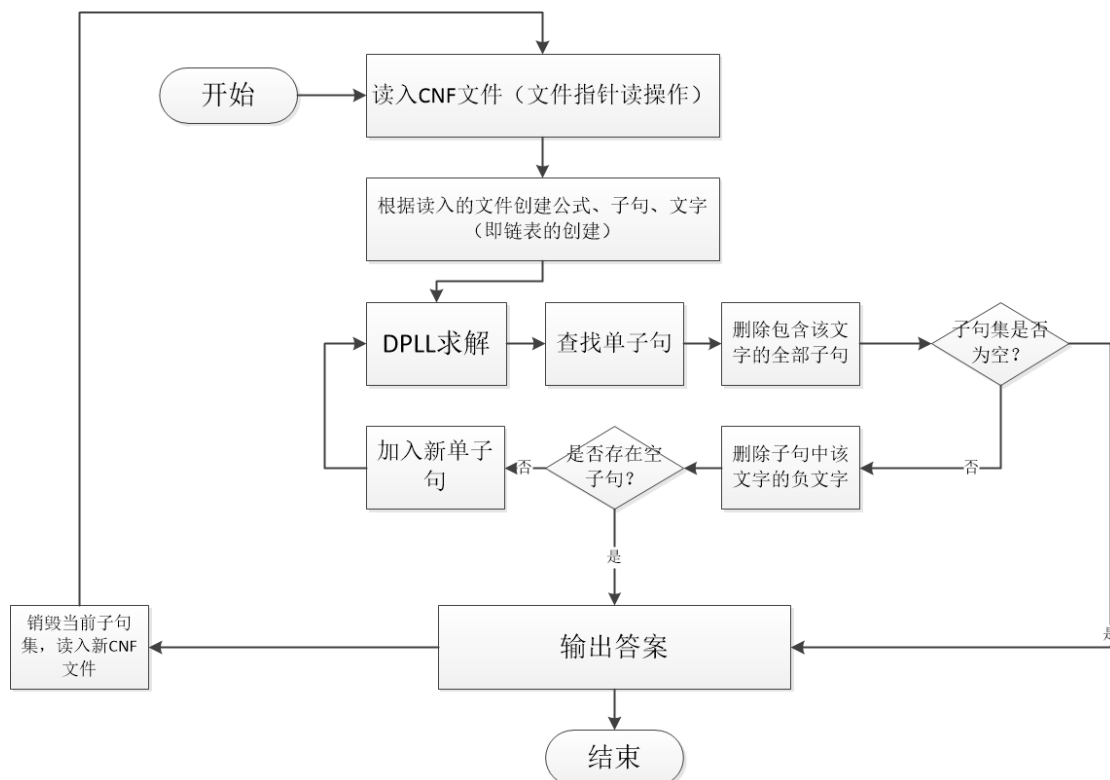 开始
读入CNF文件（文件指针读操作）
根据读入的文件创建公式、子句、文字
（即链表的创建）
DPLL求解
查找单子句
删除包含该文
字的全部子句
子句集是否
为空？
加入新单子
句
否
是否存在空
子句？
删除子句中该
文字的负文字
否
是
销毁当前子句
集，读入新CNF
文件
输出答案
是
结束